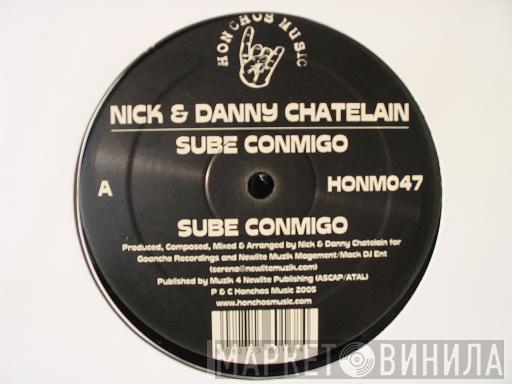 HONCHOS MUSIC
NICK & DANNY CHATELAIN
SUBE CONMIGO
A
HONM047
SUBE CONMIGO
Produced, Composed, Mixed & Arranged by Nick & Danny Chatelain for
Goanche Recordings and Newlite Muzik Magement/Mack DJ Ent
(serena@newlitemuzik.com)
Published by Muzik 4 Newlite Publishing (ASCAP/ATAL)
P & C Honchos Music 2005
www.honchosmusic.com
МАРКЕТ ВИНИЛА